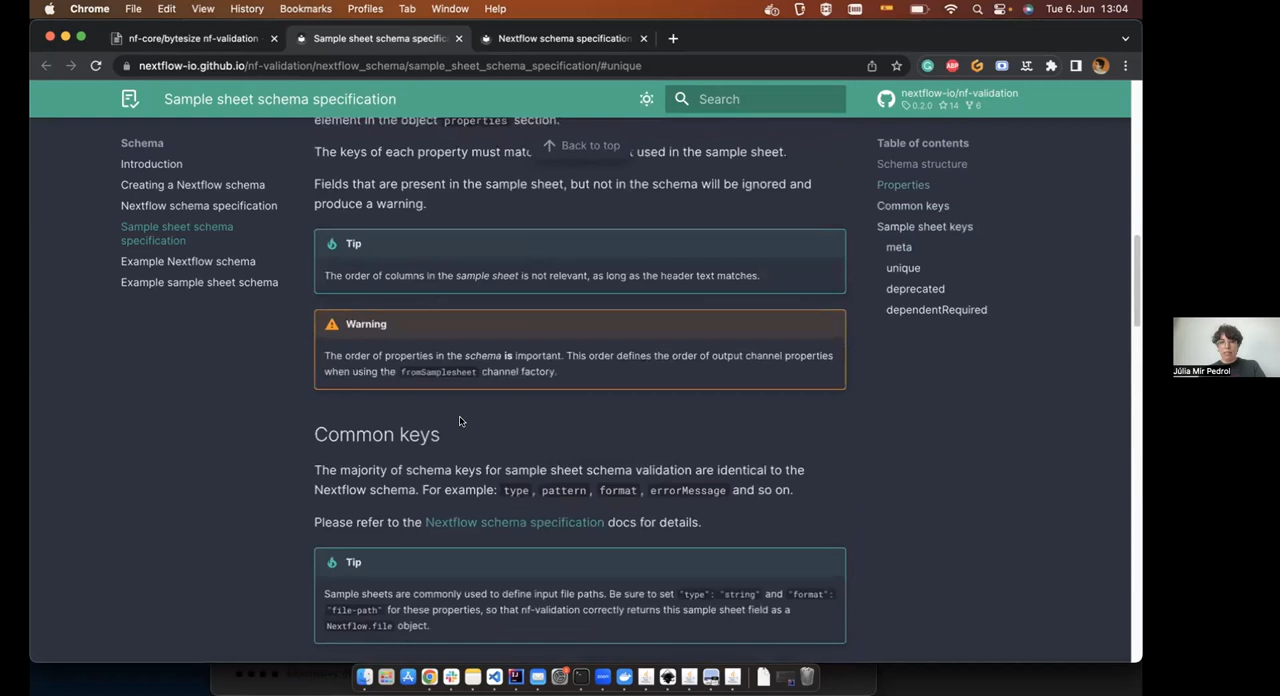 Chrome File Edit View History Bookmarks Profiles Tab Window Help Tue 6. Jun 13:04
nf-core/bytesize nf-validation Sample sheet schema specific Nextflow schema specification
nextflow-io.github.io/nf-validation/nextflow_schema/sample_sheet_schema_specification/#unique
Sample sheet schema specification
Search
nextflow-io/nf-validation
0.2.0 14 6
Schema
Introduction
Creating a Nextflow schema
Nextflow schema specification
Sample sheet schema
specification
Example Nextflow schema
Example sample sheet schema
element in the object properties section.
Back to top
The keys of each property must used in the sample sheet.
Fields that are present in the sample sheet, but not in the schema will be ignored and
produce a warning.
Tip
The order of columns in the sample sheet is not relevant, as long as the header text matches.
Warning
The order of properties in the schema is important. This order defines the order of output channel properties
when using the fromSamplesheet channel factory.
Common keys
The majority of schema keys for sample sheet schema validation are identical to the
Nextflow schema. For example: type, pattern, format, errorMessage and so on.
Please refer to the Nextflow schema specification docs for details.
Tip
Sample sheets are commonly used to define input file paths. Be sure to set "type": "string" and "format":
"file-path" for these properties, so that nf-validation correctly returns this sample sheet field as a
Nextflow.file object.
Table of contents
Schema structure
Properties
Common keys
Sample sheet keys
meta
unique
deprecated
dependentRequired
Júlia Mir Pedrol